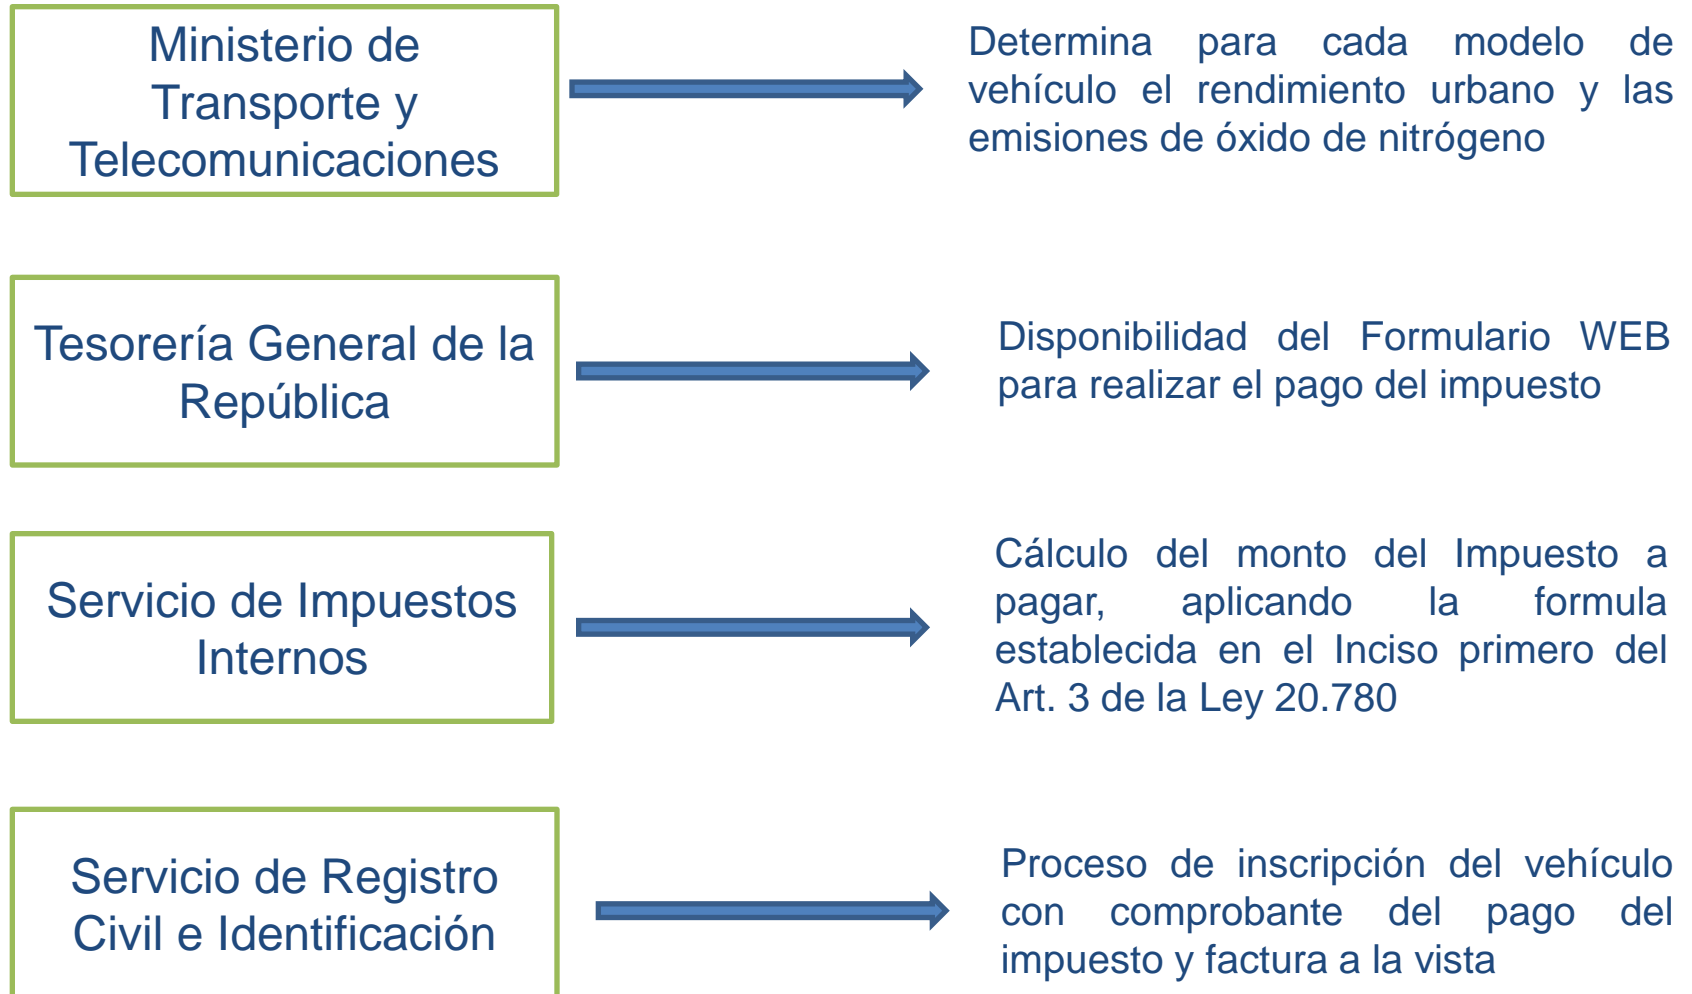 Ministerio de
Transporte y
Telecomunicaciones
Determina para cada modelo de
vehículo el rendimiento urbano y las
emisiones de óxido de nitrógeno
Tesorería General de la
República
Disponibilidad del Formulario WEB
para realizar el pago del impuesto
Servicio de Impuestos
Internos
Cálculo del monto del Impuesto a
pagar, aplicando la formula
establecida en el Inciso primero del
Art. 3 de la Ley 20.780
Servicio de Registro
Civil e Identificación
Proceso de inscripción del vehículo
con comprobante del pago del
impuesto y factura a la vista